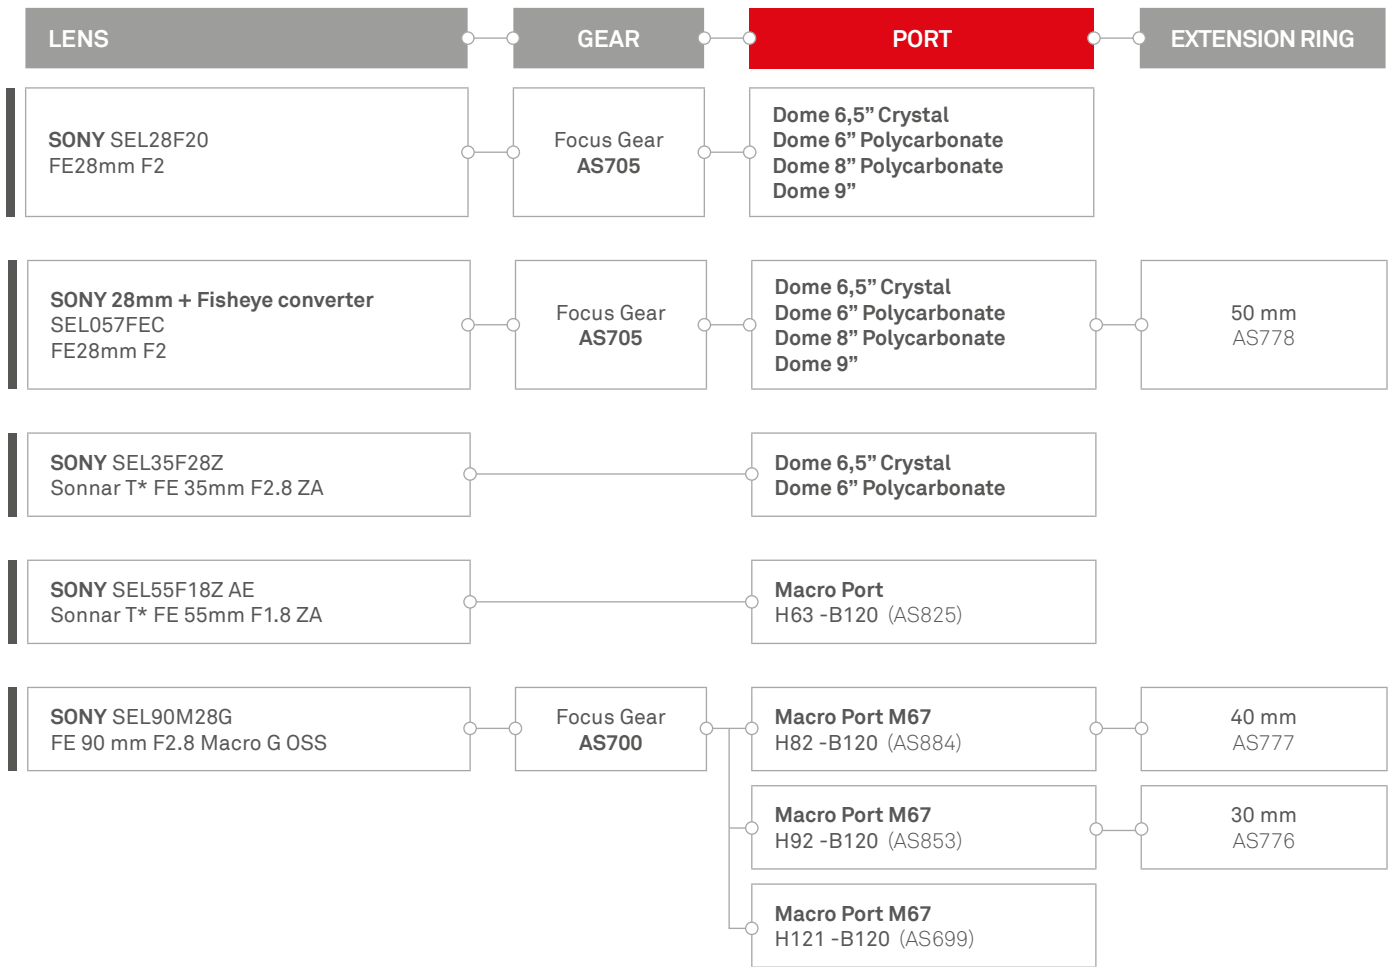 LENS
GEAR
PORT
EXTENSION RING
SONY SEL28F20
FE28mm F2
Focus Gear
AS705
Dome 6,5” Crystal
Dome 6” Polycarbonate
Dome 8” Polycarbonate
Dome 9”
SONY 28mm + Fisheye converter
SEL057FEC
FE28mm F2
Focus Gear
AS705
Dome 6,5” Crystal
Dome 6” Polycarbonate
Dome 8” Polycarbonate
Dome 9”
50 mm
AS778
SONY SEL35F28Z
Sonnar T* FE 35mm F2.8 ZA
Dome 6,5” Crystal
Dome 6” Polycarbonate
SONY SEL55F18Z AE
Sonnar T* FE 55mm F1.8 ZA
Macro Port
H63 -B120 (AS825)
SONY SEL90M28G
FE 90 mm F2.8 Macro G OSS
Focus Gear
AS700
Macro Port M67
H82 -B120 (AS884)
40 mm
AS777
Macro Port M67
H92 -B120 (AS853)
30 mm
AS776
Macro Port M67
H121 -B120 (AS699)